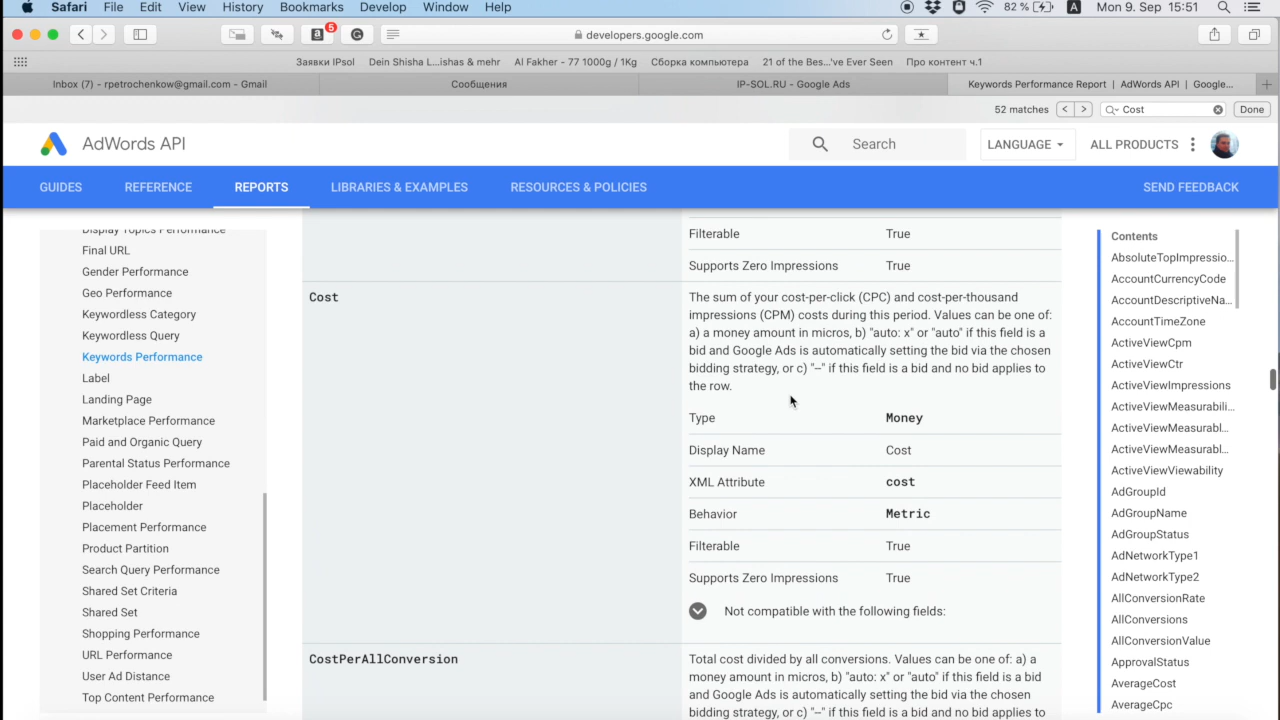 Safari File Edit View History Bookmarks Develop Window Help 82 % A Mon 9. Sep 15:51
5
developers.google.com
Заявки IPsol Dein Shisha L...ishas & mehr Al Fakher - 77 1000g / 1Kg Сборка компьютера 21 of the Bes...'ve Ever Seen Про контент ч.1
Inbox (7) - rpetrochenkow@gmail.com - Gmail Сообщения IP-SOL.RU - Google Ads Keywords Performance Report | AdWords API | Google...
52 matches < > Cost Done
AdWords API Search LANGUAGE ALL PRODUCTS
GUIDES REFERENCE REPORTS LIBRARIES & EXAMPLES RESOURCES & POLICIES SEND FEEDBACK
Display Topics Performance
Final URL
Gender Performance
Geo Performance
Keywordless Category
Keywordless Query
Keywords Performance
Label
Landing Page
Marketplace Performance
Paid and Organic Query
Parental Status Performance
Placeholder Feed Item
Placeholder
Placement Performance
Product Partition
Search Query Performance
Shared Set Criteria
Shared Set
Shopping Performance
URL Performance
User Ad Distance
Top Content Performance
Filterable True
Supports Zero Impressions True
Cost
The sum of your cost-per-click (CPC) and cost-per-thousand
impressions (CPM) costs during this period. Values can be one of:
a) a money amount in micros, b) "auto: x" or "auto" if this field is a
bid and Google Ads is automatically setting the bid via the chosen
bidding strategy, or c) "--" if this field is a bid and no bid applies to
the row.
Type Money
Display Name Cost
XML Attribute cost
Behavior Metric
Filterable True
Supports Zero Impressions True
Not compatible with the following fields:
CostPerAllConversion
Total cost divided by all conversions. Values can be one of: a) a
money amount in micros, b) "auto: x" or "auto" if this field is a bid
and Google Ads is automatically setting the bid via the chosen
bidding strategy, or c) "--" if this field is a bid and no bid applies to
Contents
AbsoluteTopImpressio...
AccountCurrencyCode
AccountDescriptiveNa...
AccountTimeZone
ActiveViewCpm
ActiveViewCtr
ActiveViewImpressions
ActiveViewMeasurabili...
ActiveViewMeasurabl...
ActiveViewMeasurabl...
ActiveViewViewability
AdGroupId
AdGroupName
AdGroupStatus
AdNetworkType1
AdNetworkType2
AllConversionRate
AllConversions
AllConversionValue
ApprovalStatus
AverageCost
AverageCpc